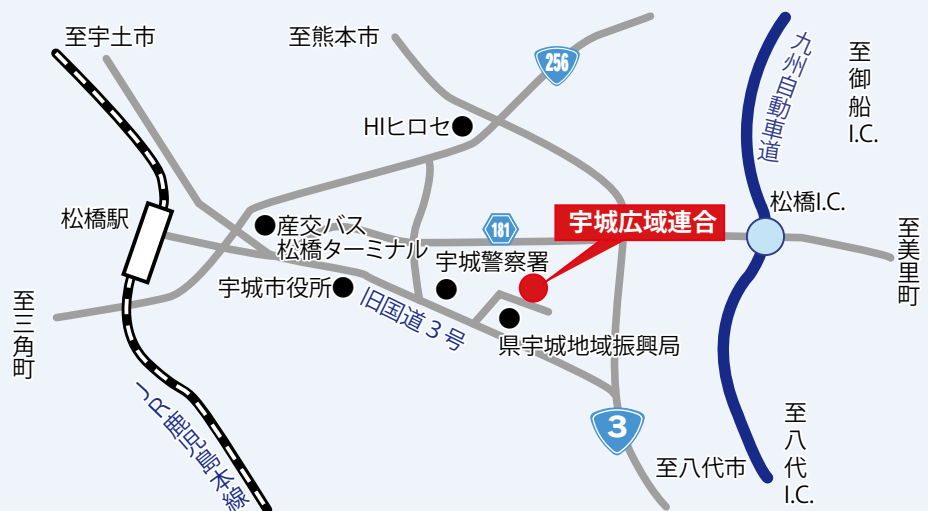 至宇土市
至熊本市
256
九州自動車道
至御船I.C.
HIヒロセ
松橋駅
産交バス
松橋ターミナル
181
宇城広域連合
松橋I.C.
至美里町
宇城警察署
宇城市役所
至三角町
旧国道3号
県宇城地域振興局
JR鹿児島本線
3
至八代市
至八代I.C.